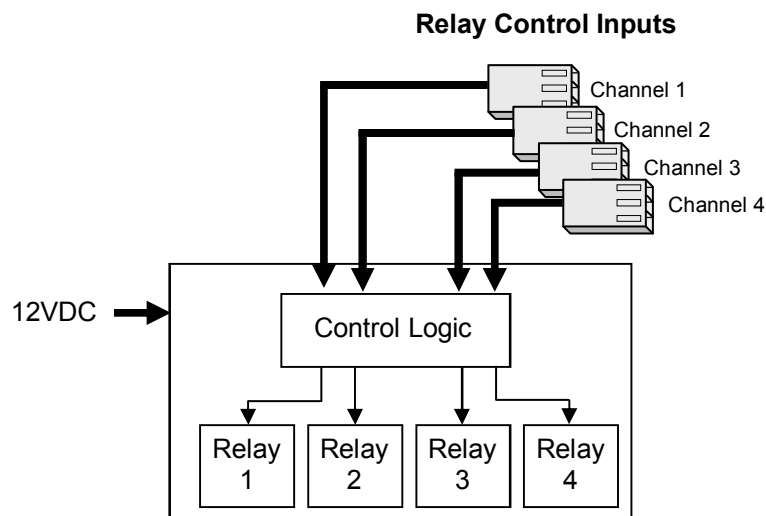 Relay Control Inputs
Channel 1
Channel 2
Channel 3
Channel 4
12VDC
Control Logic
Relay
1
Relay
2
Relay
3
Relay
4